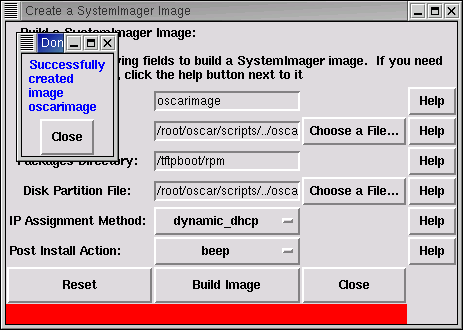 Create a SystemImager Image
Build a SystemImager Image:
Don
Successfully
created
image
oscarimage
Close
ving fields to build a SystemImager image. If you need
, click the help button next to it
oscarimage
Help
/root/oscar/scripts/../osca
Choose a File...
Help
Packages Directory:
/tftpboot/rpm
Help
Disk Partition File:
/root/oscar/scripts/../osca
Choose a File...
Help
IP Assignment Method:
dynamic_dhcp
Help
Post Install Action:
beep
Help
Reset
Build Image
Close